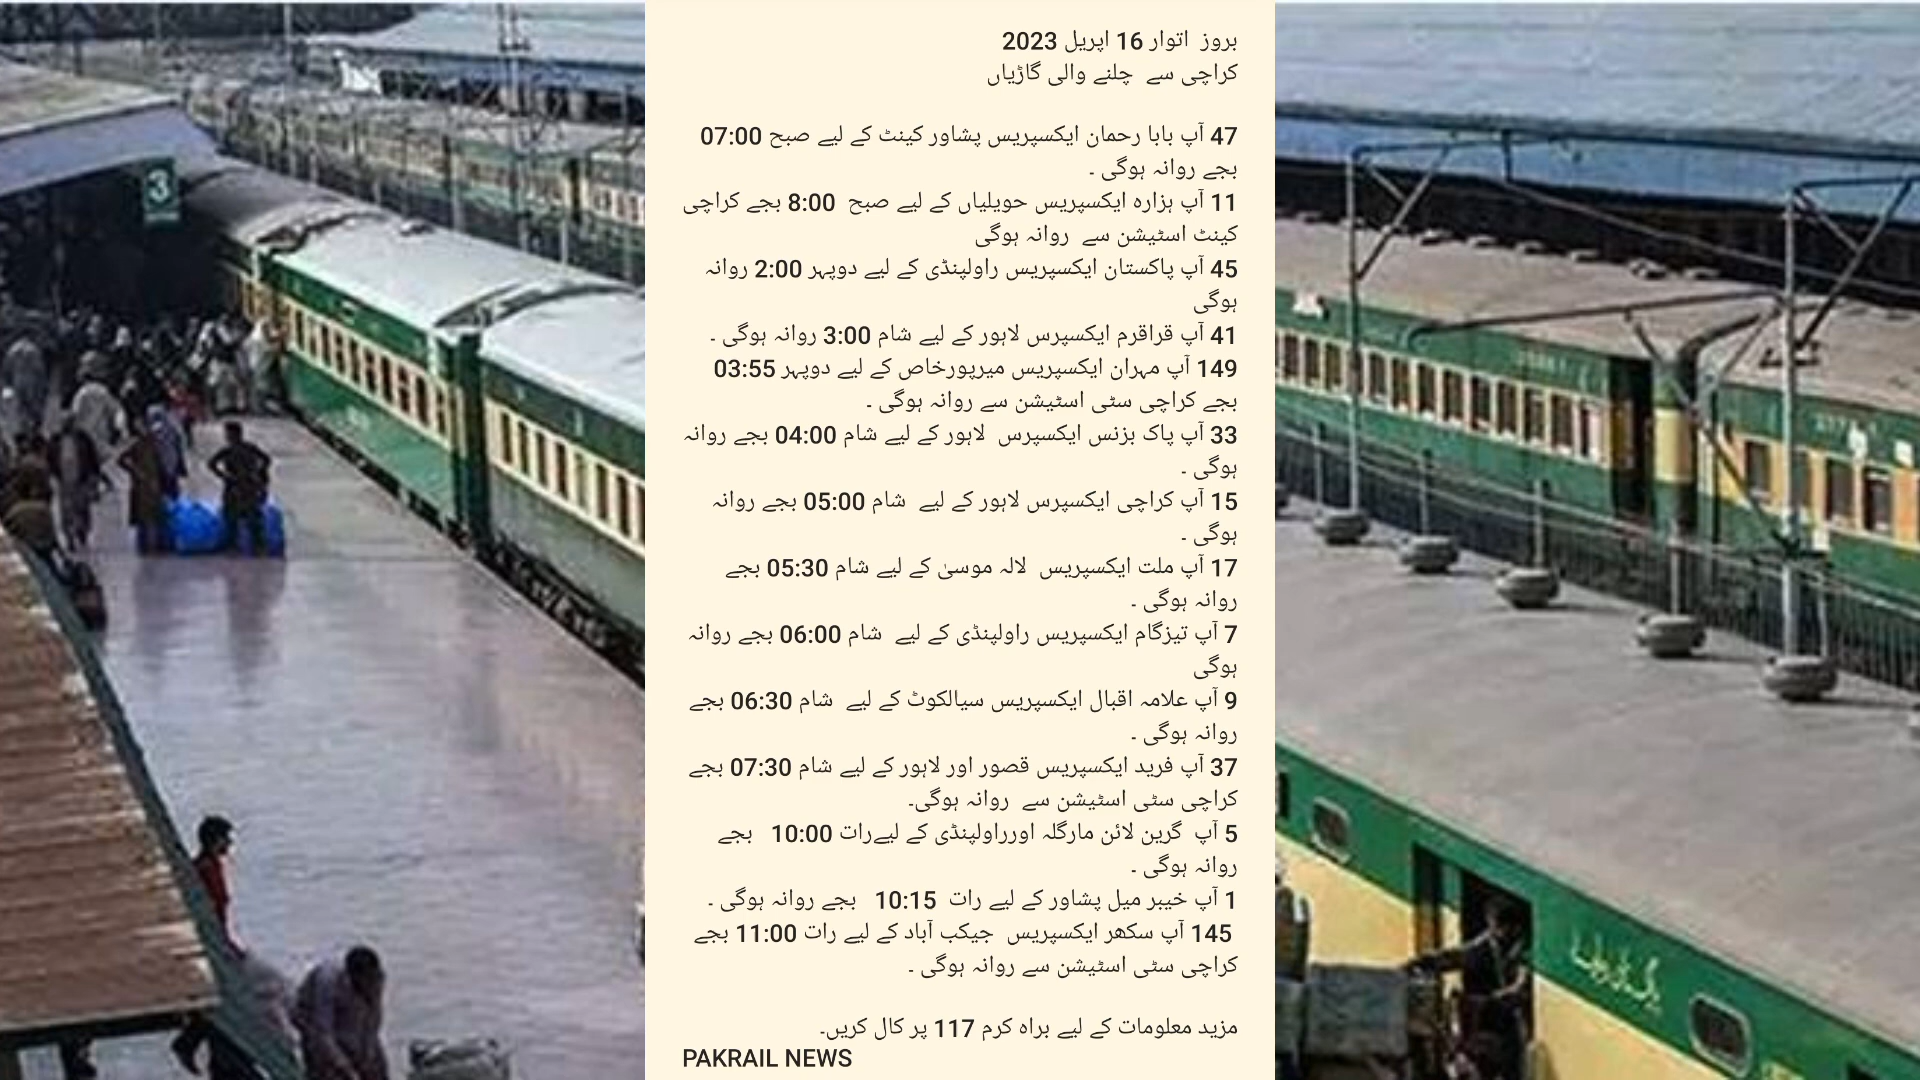 بروز اتوار 16 اپریل 2023
کراچی سے چلنے والی گاڑیاں
47 آپ بابا رحمان ایکسپریس پشاور کینٹ کے لیے صبح 07:00
بجے روانہ ہوگی ۔
11 آپ ہزارہ ایکسپریس حویلیاں کے لیے صبح 8:00 بجے کراچی
کینٹ اسٹیشن سے روانہ ہوگی
45 آپ پاکستان ایکسپریس راولپنڈی کے لیے دوپہر 2:00 روانہ
ہوگی
41 آپ قراقرم ایکسپرس لاہور کے لیے شام 3:00 روانہ ہوگی ۔
149 آپ مہران ایکسپریس میرپورخاص کے لیے دوپہر 03:55
بجے کراچی سٹی اسٹیشن سے روانہ ہوگی ۔
33 آپ پاک بزنس ایکسپرس لاہور کے لیے شام 04:00 بجے روانہ
ہوگی ۔
15 آپ کراچی ایکسپرس لاہور کے لیے شام 05:00 بجے روانہ
ہوگی ۔
17 آپ ملت ایکسپریس لالہ موسیٰ کے لیے شام 05:30 بجے
روانہ ہوگی ۔
7 آپ تیزگام ایکسپریس راولپنڈی کے لیے شام 06:00 بجے روانہ
ہوگی
9 آپ علامہ اقبال ایکسپریس سیالکوٹ کے لیے شام 06:30 بجے
روانہ ہوگی ۔
37 آپ فرید ایکسپریس قصور اور لاہور کے لیے شام 07:30 بجے
کراچی سٹی اسٹیشن سے روانہ ہوگی۔
5 آپ گرین لائن مارگلہ اورراولپنڈی کے لیےرات 10:00 بجے
روانہ ہوگی ۔
1 آپ خیبر میل پشاور کے لیے رات 10:15 بجے روانہ ہوگی ۔
145 آپ سکھر ایکسپریس جیکب آباد کے لیے رات 11:00 بجے
کراچی سٹی اسٹیشن سے روانہ ہوگی ۔
مزید معلومات کے لیے براہ کرم 117 پر کال کریں۔
PAKRAIL NEWS
3